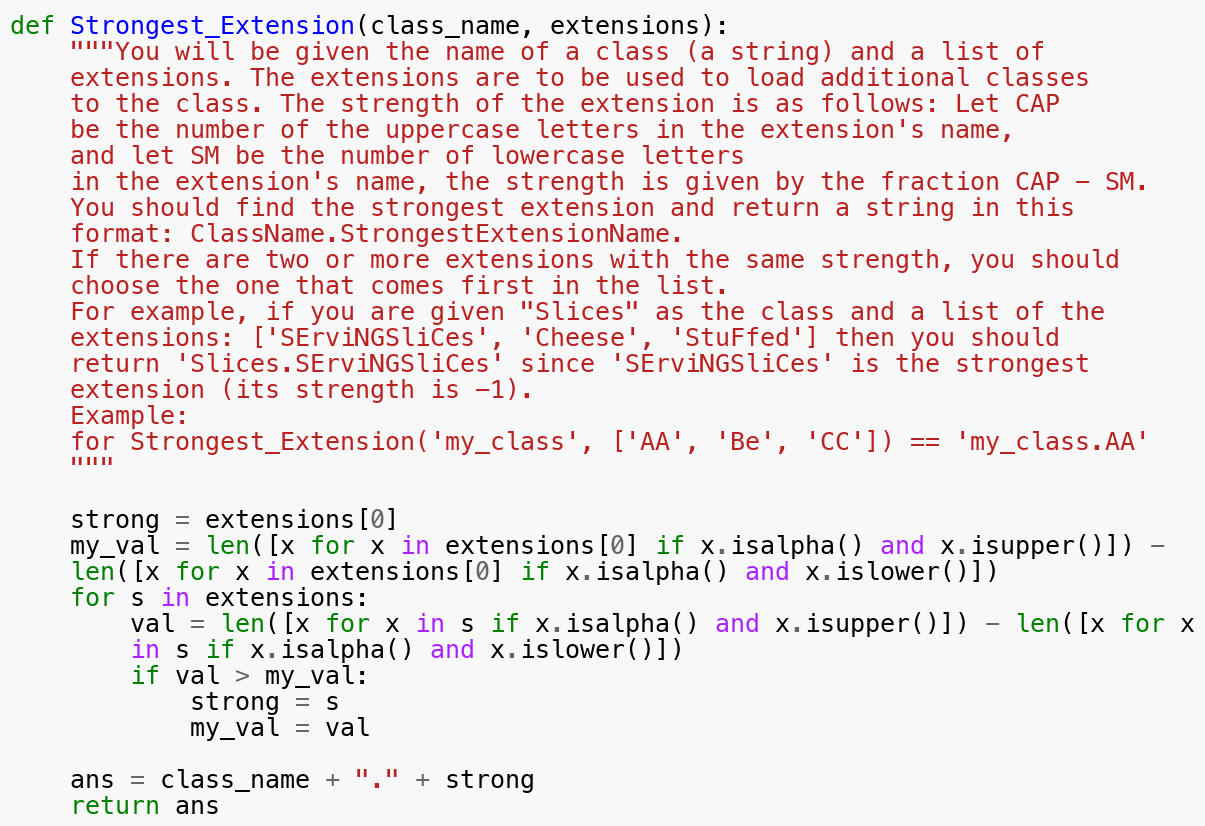 def Strongest_Extension(class_name, extensions):
    """You will be given the name of a class (a string) and a list of
    extensions. The extensions are to be used to load additional classes
    to the class. The strength of the extension is as follows: Let CAP
    be the number of the uppercase letters in the extension's name,
    and let SM be the number of lowercase letters
    in the extension's name, the strength is given by the fraction CAP − SM.
    You should find the strongest extension and return a string in this
    format: ClassName.StrongestExtensionName.
    If there are two or more extensions with the same strength, you should
    choose the one that comes first in the list.
    For example, if you are given "Slices" as the class and a list of the
    extensions: ['SErviNGSliCes', 'Cheese', 'StuFfed'] then you should
    return 'Slices.SErviNGSliCes' since 'SErviNGSliCes' is the strongest
    extension (its strength is −1).
    Example:
    for Strongest_Extension('my_class', ['AA', 'Be', 'CC']) == 'my_class.AA'
    """

    strong = extensions[0]
    my_val = len([x for x in extensions[0] if x.isalpha() and x.isupper()]) −
    len([x for x in extensions[0] if x.isalpha() and x.islower()])
    for s in extensions:
        val = len([x for x in s if x.isalpha() and x.isupper()]) − len([x for x
        in s if x.isalpha() and x.islower()])
        if val > my_val:
            strong = s
            my_val = val

    ans = class_name + "." + strong
    return ans